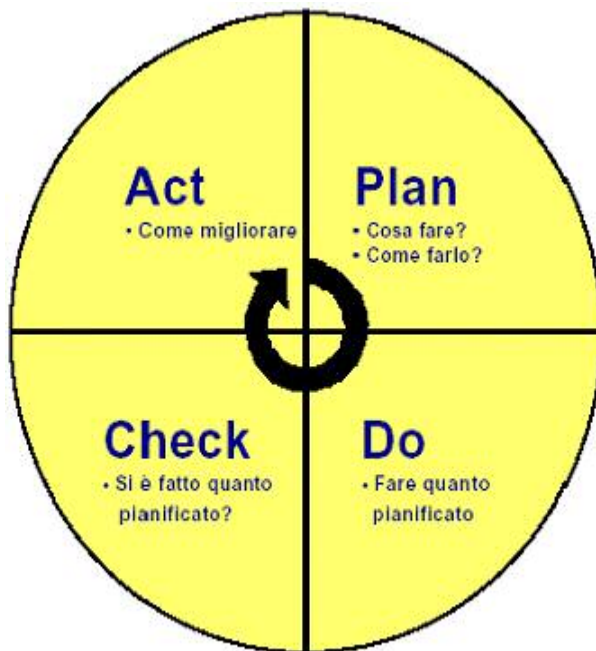 Act
• Come migliorare
Plan
• Cosa fare?
• Come farlo?
Check
• Si è fatto quanto
pianificato?
Do
• Fare quanto
pianificato